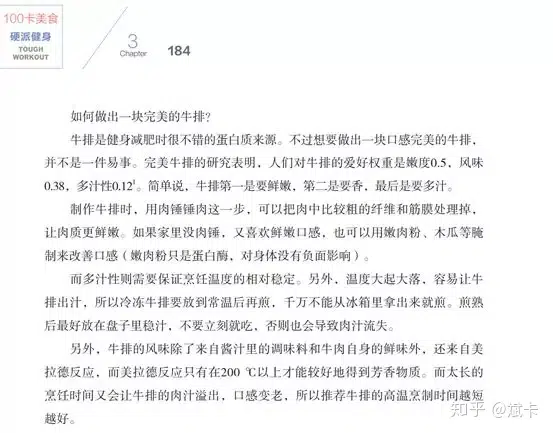 100卡美食
硬派健身
TOUGH
WORKOUT
3
Chapter
184
如何做出一块完美的牛排?
牛排是健身减肥时很不错的蛋白质来源。不过想要做出一块口感完美的牛排，
并不是一件易事。完美牛排的研究表明，人们对牛排的爱好权重是嫩度0.5，风味
0.38，多汁性0.12⁸。简单说，牛排第一是要鲜嫩，第二是要香，最后是要多汁。
制作牛排时，用肉锤锤肉这一步，可以把肉中比较粗的纤维和筋膜处理掉，
让肉质更鲜嫩。如果家里没肉锤，又喜欢鲜嫩口感，也可以用嫩肉粉、木瓜等腌
制来改善口感（嫩肉粉只是蛋白酶，对身体没有负面影响）。
而多汁性则需要保证烹饪温度的相对稳定。另外，温度大起大落，容易让牛
排出汁，所以冷冻牛排要放到常温后再煎，千万不能从冰箱里拿出来就煎。煎熟
后最好放在盘子里稳汁，不要立刻就吃，否则也会导致肉汁流失。
另外，牛排的风味除了来自酱汁里的调味料和牛肉自身的鲜味外，还来自美
拉德反应，而美拉德反应只有在200 ℃以上才能较好地得到芳香物质。而太长的
烹饪时间又会让牛排的肉汁溢出，口感变老，所以推荐牛排的高温烹制时间越短
越好。
知乎 @斌卡